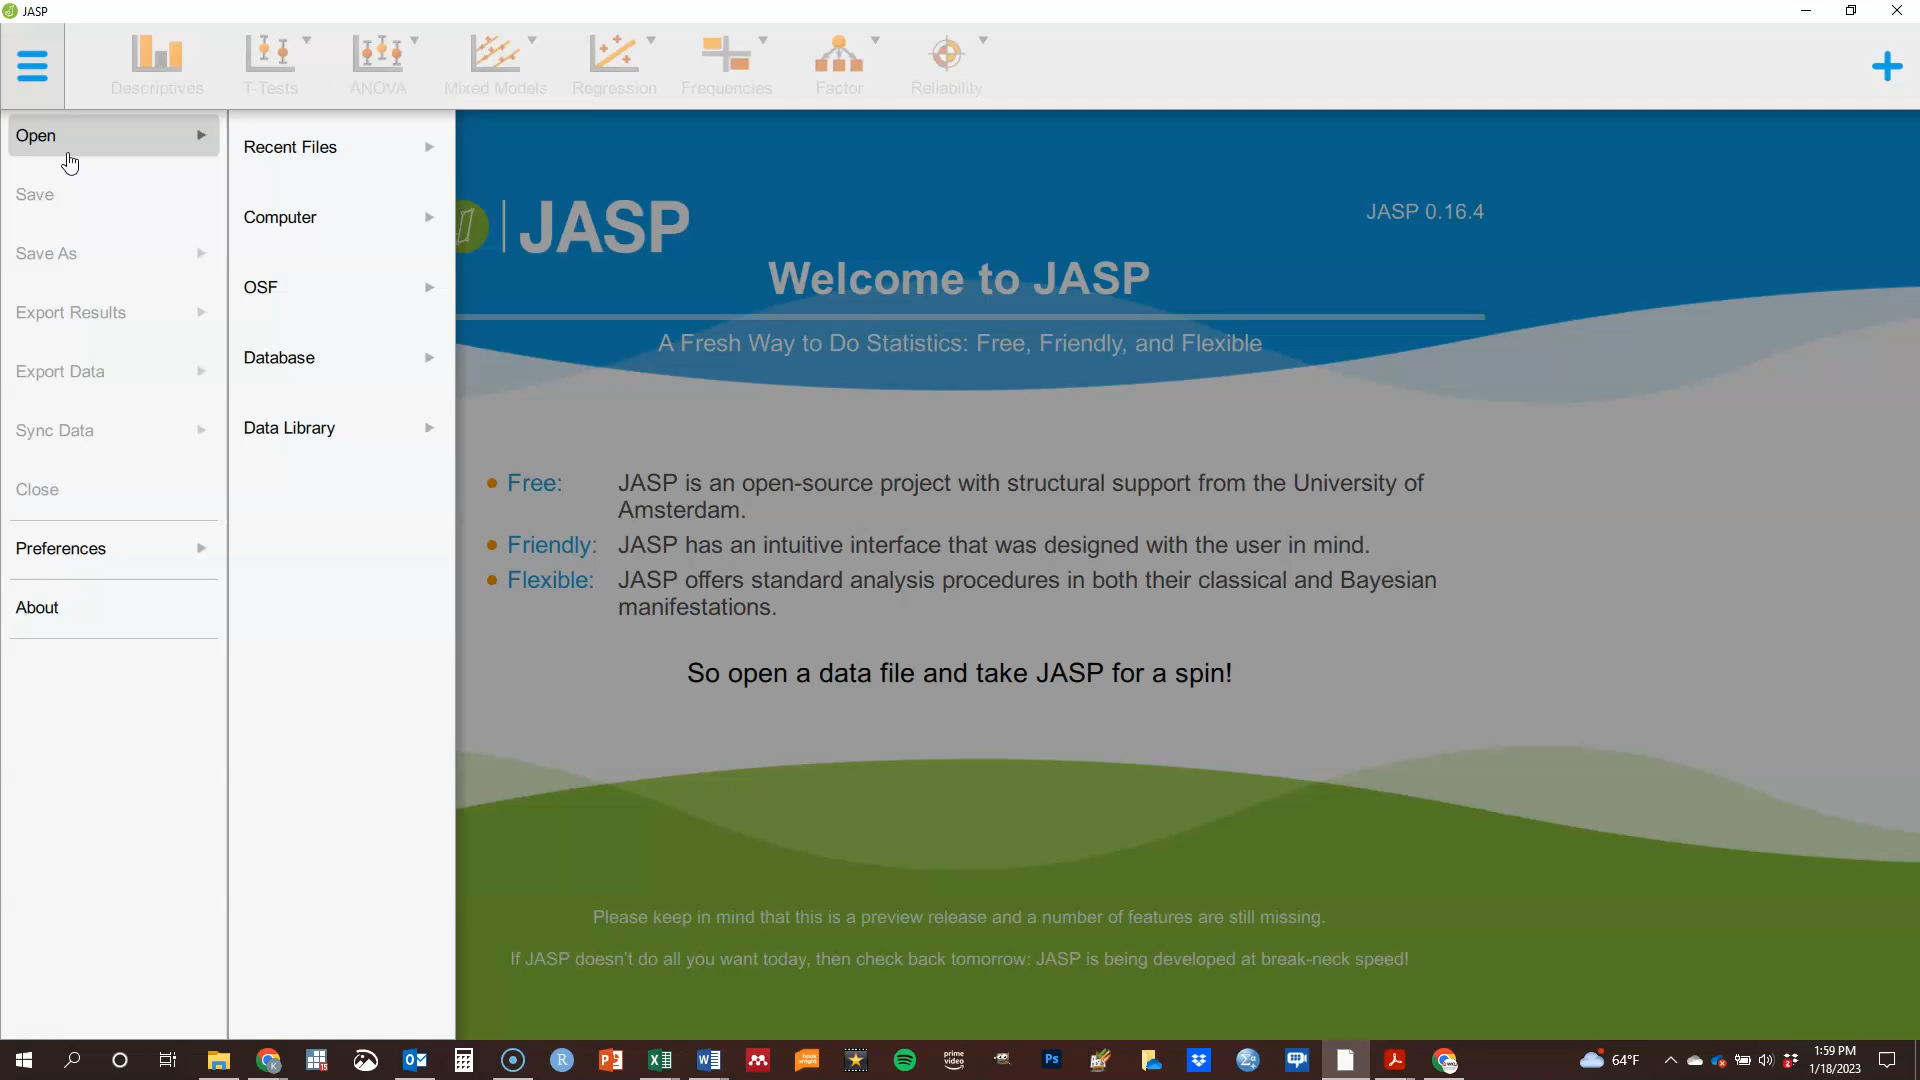 JASP
Descriptives
T-Tests
ANOVA
Mixed Models
Regression
Frequencies
Factor
Reliability
Open
Save
Save As
Export Results
Export Data
Sync Data
Close
Preferences
About
Recent Files
Computer
OSF
Database
Data Library
JASP
JASP 0.16.4
Welcome to JASP
A Fresh Way to Do Statistics: Free, Friendly, and Flexible
Free: JASP is an open-source project with structural support from the University of
Amsterdam.
Friendly: JASP has an intuitive interface that was designed with the user in mind.
Flexible: JASP offers standard analysis procedures in both their classical and Bayesian
manifestations.
So open a data file and take JASP for a spin!
Please keep in mind that this is a preview release and a number of features are still missing.
If JASP doesn't do all you want today, then check back tomorrow: JASP is being developed at break-neck speed!
64°F
1:59 PM
1/18/2023